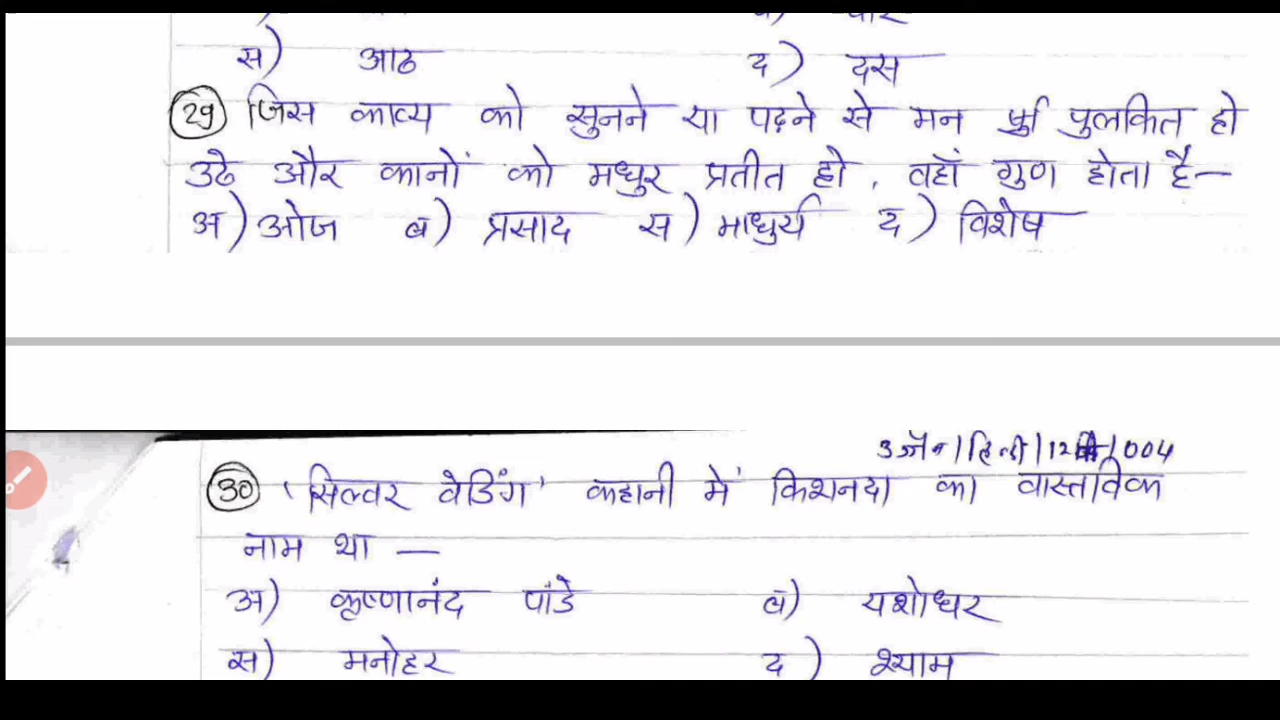 स) आठ द) दस
(29) जिस काव्य को सुनने या पढ़ने से मन पुलकित हो
उठे और कानों को मधुर प्रतीत हो, वहाँ गुण होता है—
अ) ओज ब) प्रसाद स) माधुर्य द) विशेष
उज्जैन/हिन्दी/12/004
(30) 'सिल्वर वेडिंग' कहानी में किशनदा का वास्तविक
नाम था —
अ) कृष्णानंद पांडे ब) यशोधर
स) मनोहर द) श्याम